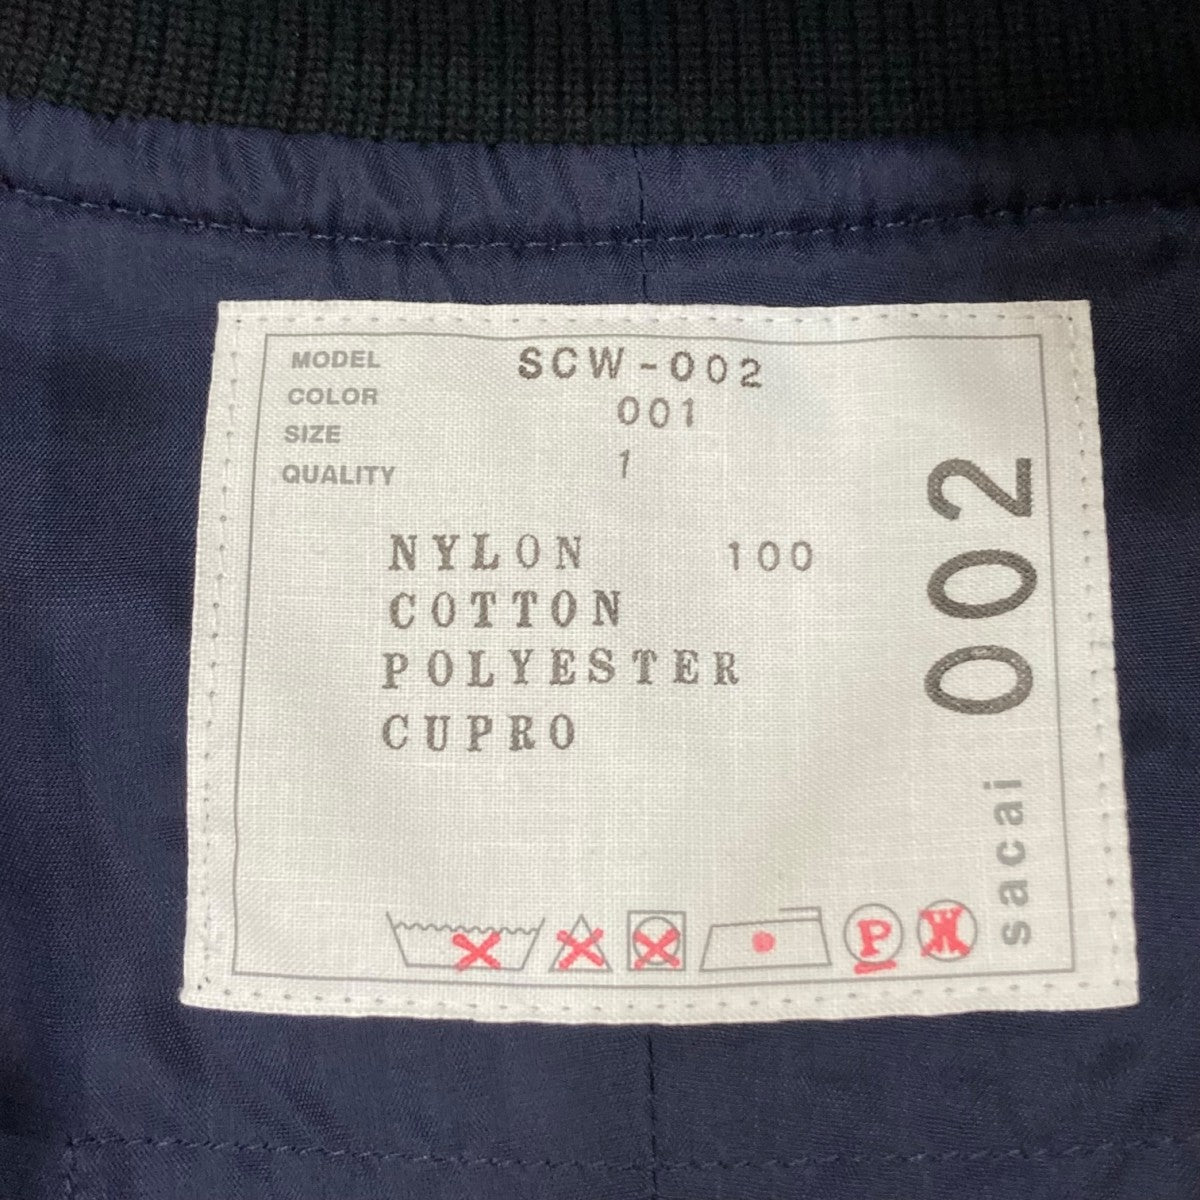 MODEL SCW-002
COLOR 001
SIZE 1
QUALITY
NYLON 100
COTTON
POLYESTER
CUPRO
sacai 002
P
W